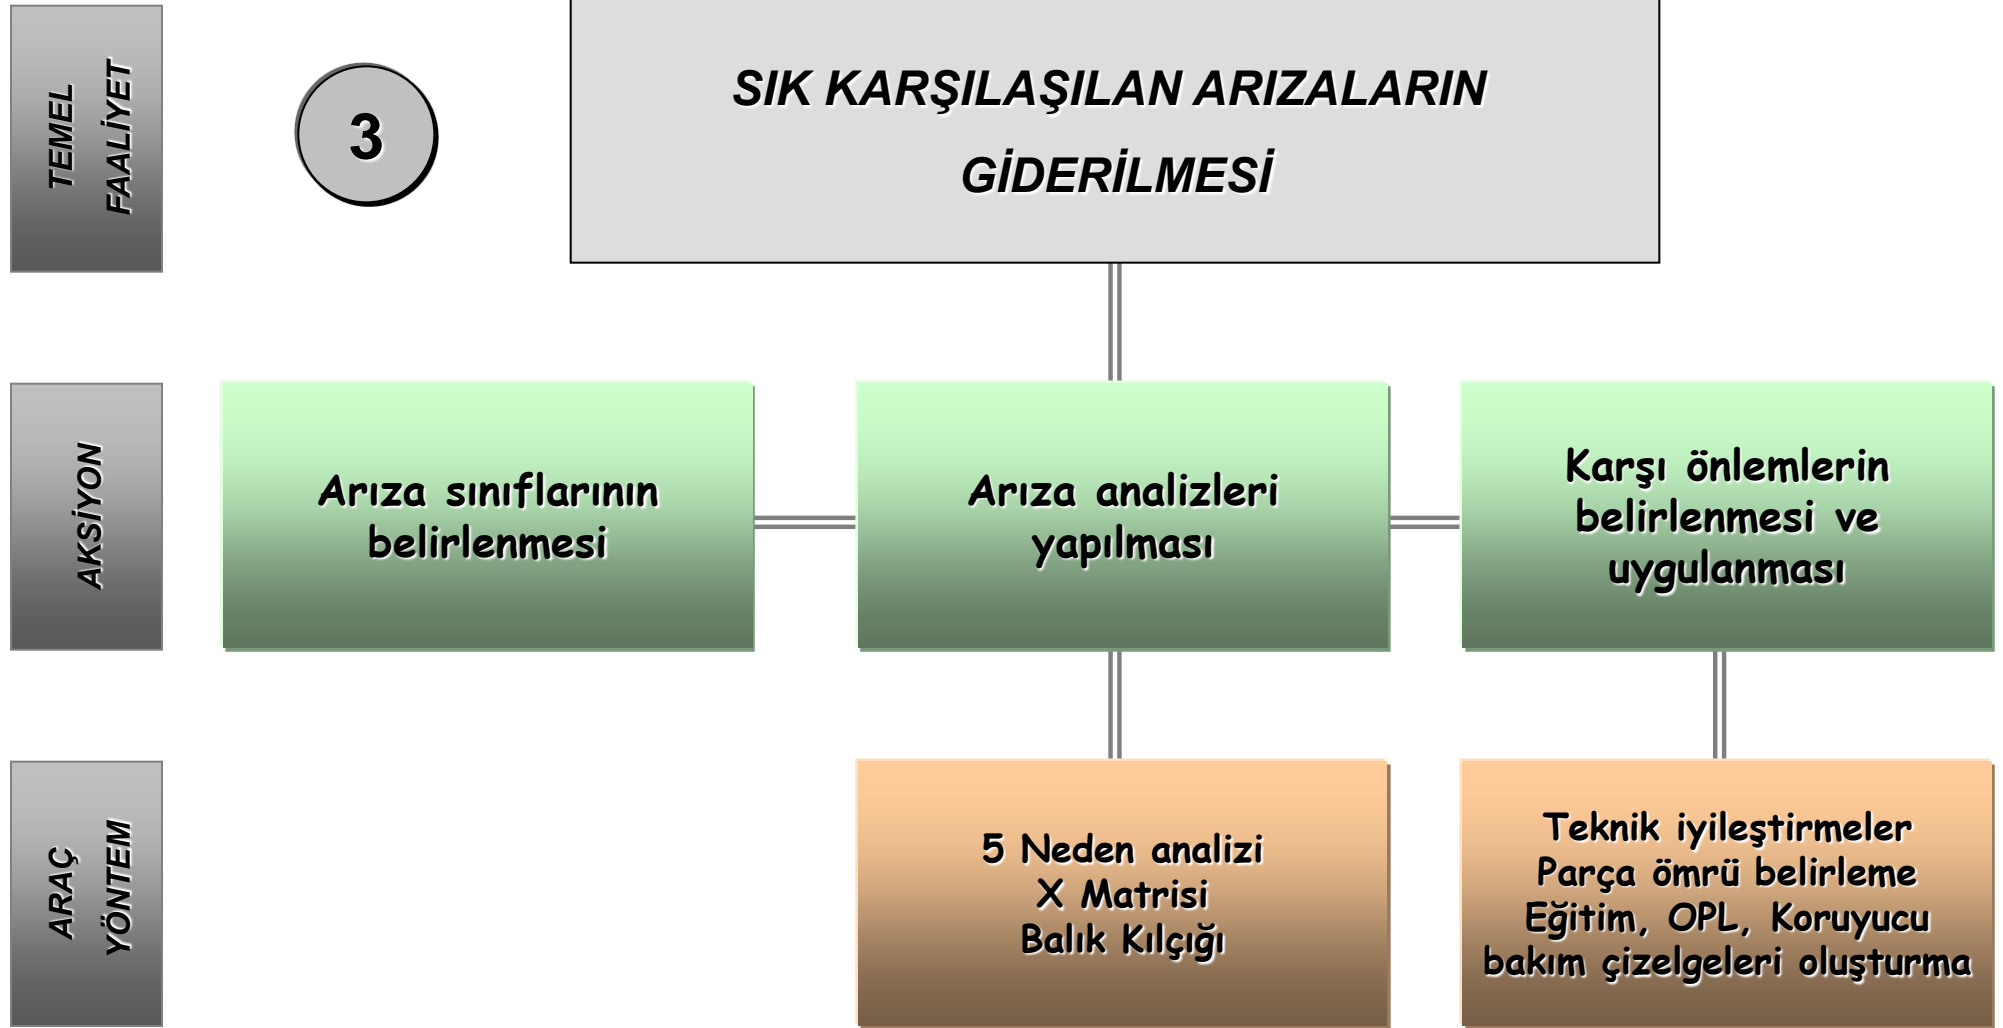 TEMEL
FAALİYET
3
SIK KARŞILAŞILAN ARIZALARIN
GİDERİLMESİ
AKSİYON
Arıza sınıflarının
belirlenmesi
Arıza analizleri
yapılması
Karşı önlemlerin
belirlenmesi ve
uygulanması
ARAÇ
YÖNTEM
5 Neden analizi
X Matrisi
Balık Kılçığı
Teknik iyileştirmeler
Parça ömrü belirleme
Eğitim, OPL, Koruyucu
bakım çizelgeleri oluşturma